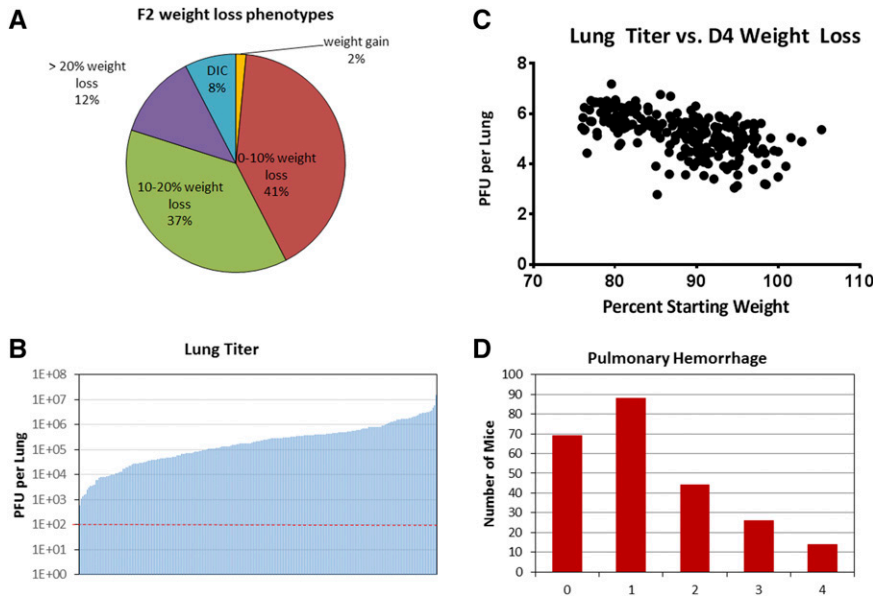 A
F2 weight loss phenotypes
weight gain
2%
> 20% weight
loss
12%
DIC
8%
0-10% weight
loss
41%
10-20% weight
loss
37%
B
Lung Titer
PFU per Lung
1E+08
1E+07
1E+06
1E+05
1E+04
1E+03
1E+02
1E+01
1E+00
C
Lung Titer vs. D4 Weight Loss
PFU per Lung
8
6
4
2
0
70 80 90 100 110
Percent Starting Weight
D
Pulmonary Hemorrhage
Number of Mice
100
90
80
70
60
50
40
30
20
10
0
0 1 2 3 4